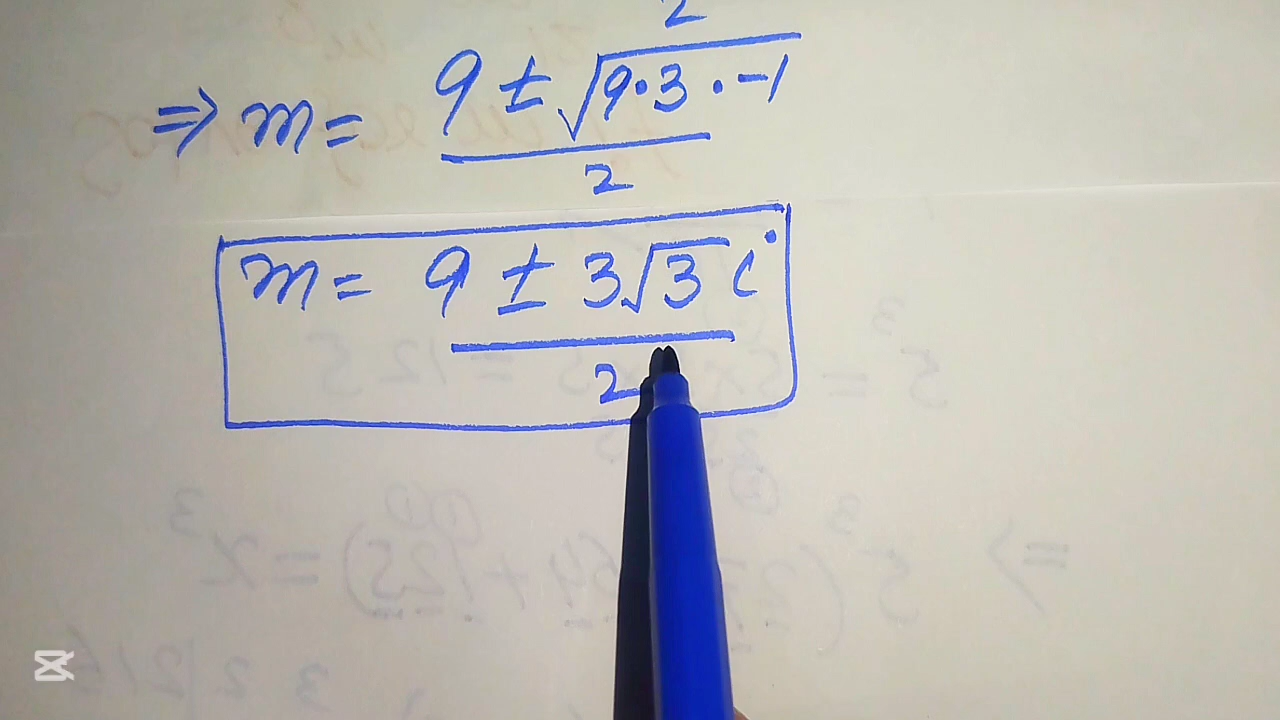 2
⇒ m = 9 ± √9·3·-1
2
m = 9 ± 3√3 i
2